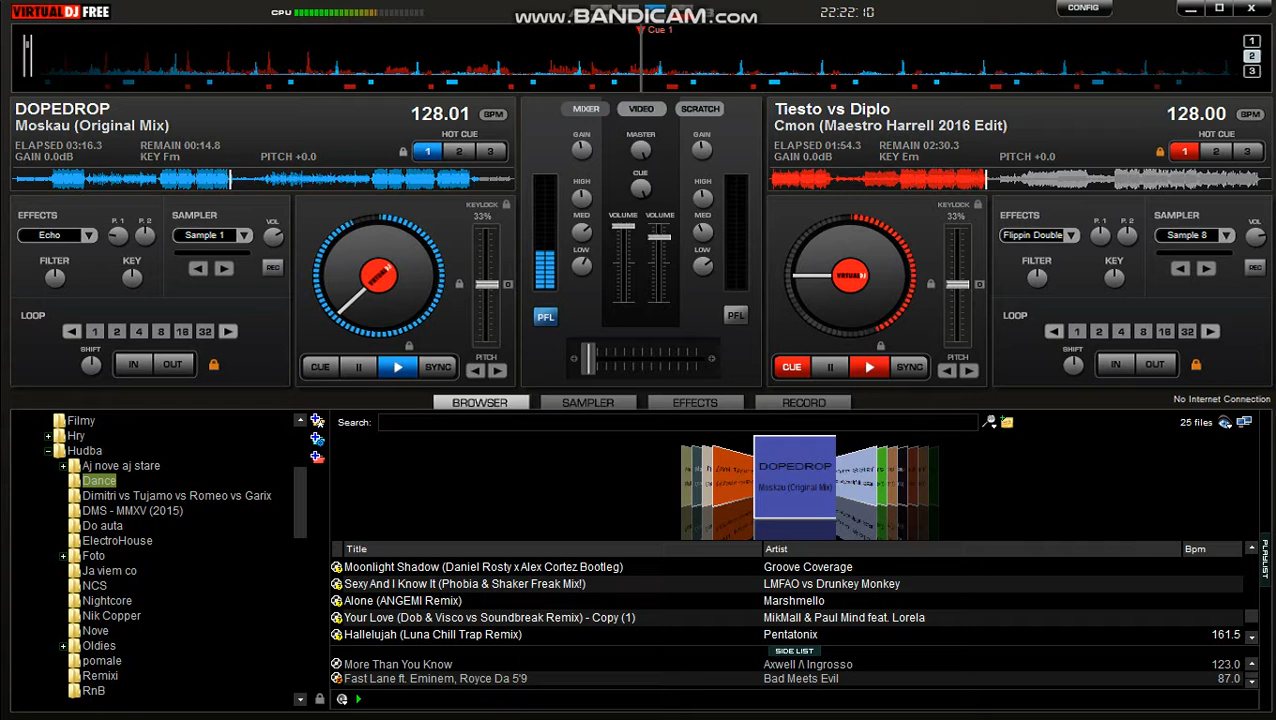 VIRTUAL DJ FREE
CPU
www.BANDICAM.com
22:22:10
CONFIG
Cue 1
1
2
3
DOPEDROP
Moskau (Original Mix)
128.01 BPM
ELAPSED 03:16.3 REMAIN 00:14.8
GAIN 0.0dB KEY Fm PITCH +0.0
HOT CUE
1 2 3
EFFECTS
Echo
P. 1 P. 2
FILTER KEY
SAMPLER
Sample 1
VOL
REC
LOOP
1 2 4 8 16 32
SHIFT
IN OUT
KEYLOCK
33%
VIRTUALDJ
0
CUE SYNC
PITCH
MIXER VIDEO SCRATCH
GAIN MASTER GAIN
CUE
HIGH HIGH
MED VOLUME VOLUME MED
LOW LOW
PFL PFL
Tiesto vs Diplo
Cmon (Maestro Harrell 2016 Edit)
128.00 BPM
ELAPSED 01:54.3 REMAIN 02:30.3
GAIN 0.0dB KEY Fm PITCH +0.0
HOT CUE
1 2 3
KEYLOCK
33%
VIRTUALDJ
0
CUE SYNC
PITCH
EFFECTS
Flippin Double
P. 1 P. 2
FILTER KEY
SAMPLER
Sample 8
VOL
REC
LOOP
1 2 4 8 16 32
SHIFT
IN OUT
BROWSER SAMPLER EFFECTS RECORD
No Internet Connection
Filmy
Hry
Hudba
Aj nove aj stare
Dance
Dimitri vs Tujamo vs Romeo vs Garix
DMS - MMXV (2015)
Do auta
ElectroHouse
Foto
Ja viem co
NCS
Nightcore
Nik Copper
Nove
Oldies
pomale
Remixi
RnB
Search:
25 files
DOPEDROP
Moskau (Original Mix)
Title Artist Bpm
Moonlight Shadow (Daniel Rosty x Alex Cortez Bootleg) Groove Coverage
Sexy And I Know It (Phobia & Shaker Freak Mix!) LMFAO vs Drunkey Monkey
Alone (ANGEMI Remix) Marshmello
Your Love (Dob & Visco vs Soundbreak Remix) - Copy (1) MikMall & Paul Mind feat. Lorela
Hallelujah (Luna Chill Trap Remix) Pentatonix 161.5
SIDE LIST
More Than You Know Axwell /\ Ingrosso 123.0
Fast Lane ft. Eminem, Royce Da 5'9 Bad Meets Evil 87.0
PLAYLIST